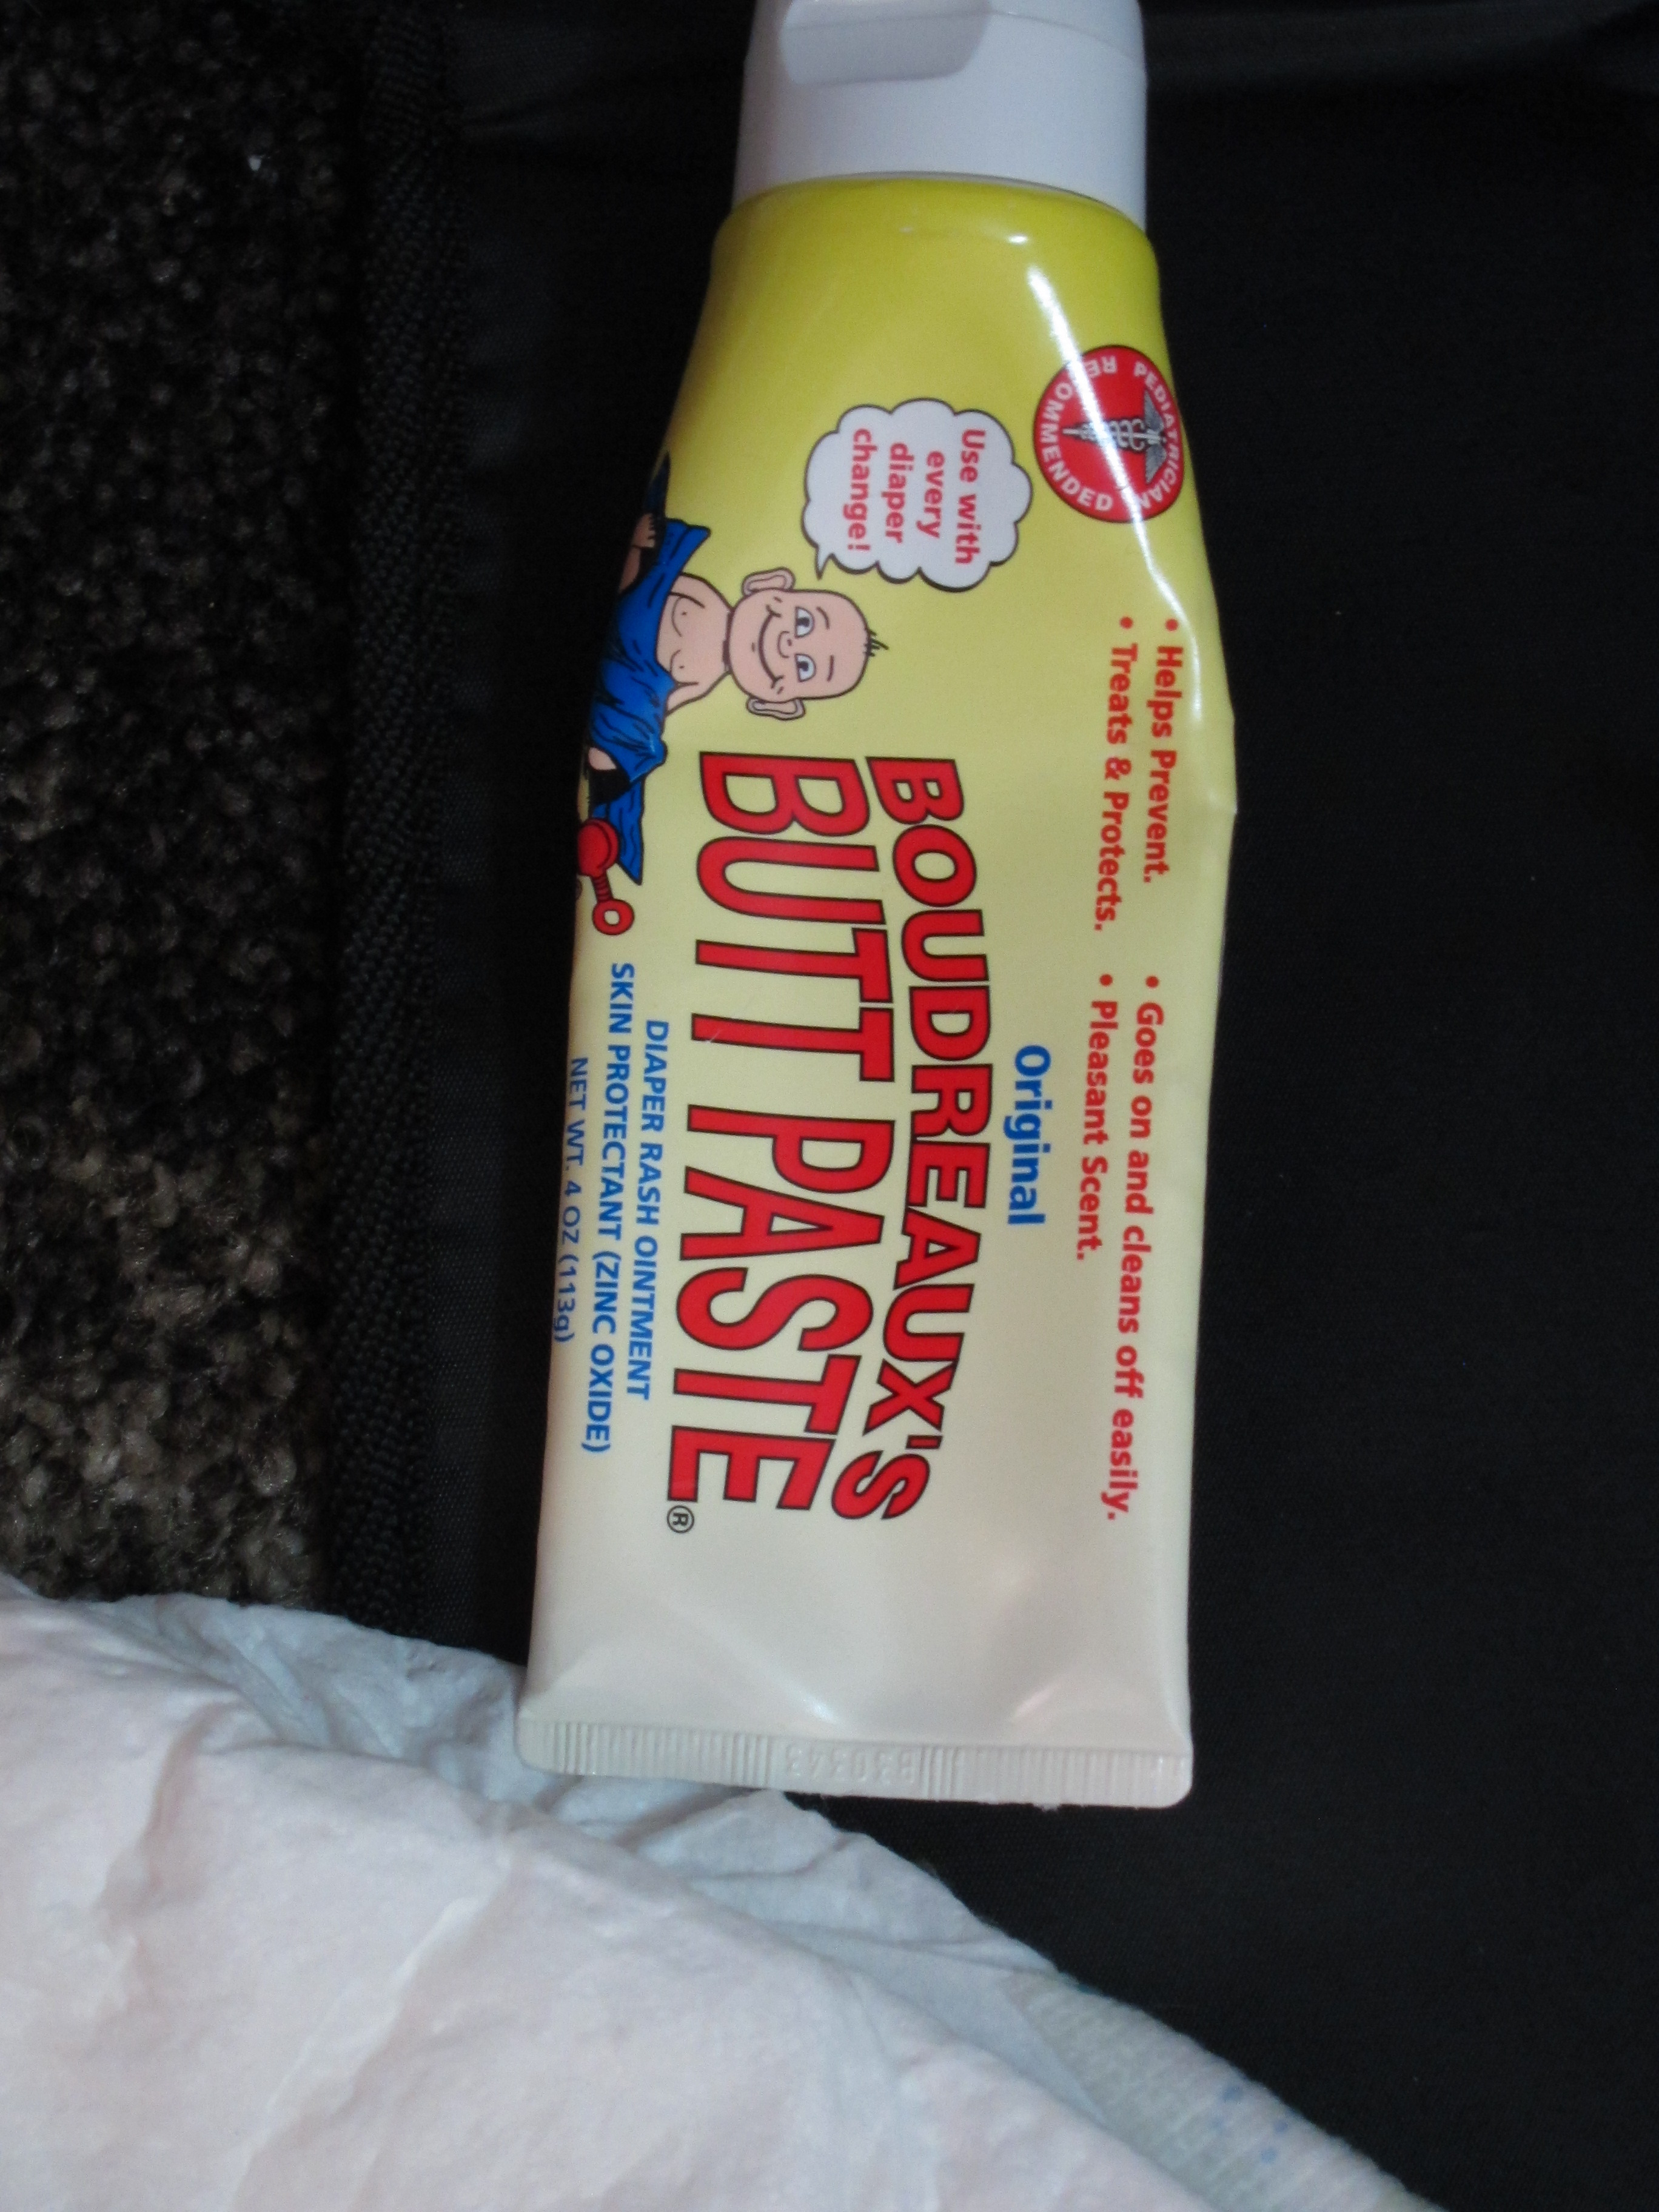 PEDIATRICIAN RECOMMENDED
• Helps Prevent.
• Treats & Protects.
• Goes on and cleans off easily.
• Pleasant Scent.
Use with
every
diaper
change!
Original
BOUDREAUX'S
BUTT PASTE®
DIAPER RASH OINTMENT
SKIN PROTECTANT (ZINC OXIDE)
NET WT. 4 OZ (113g)